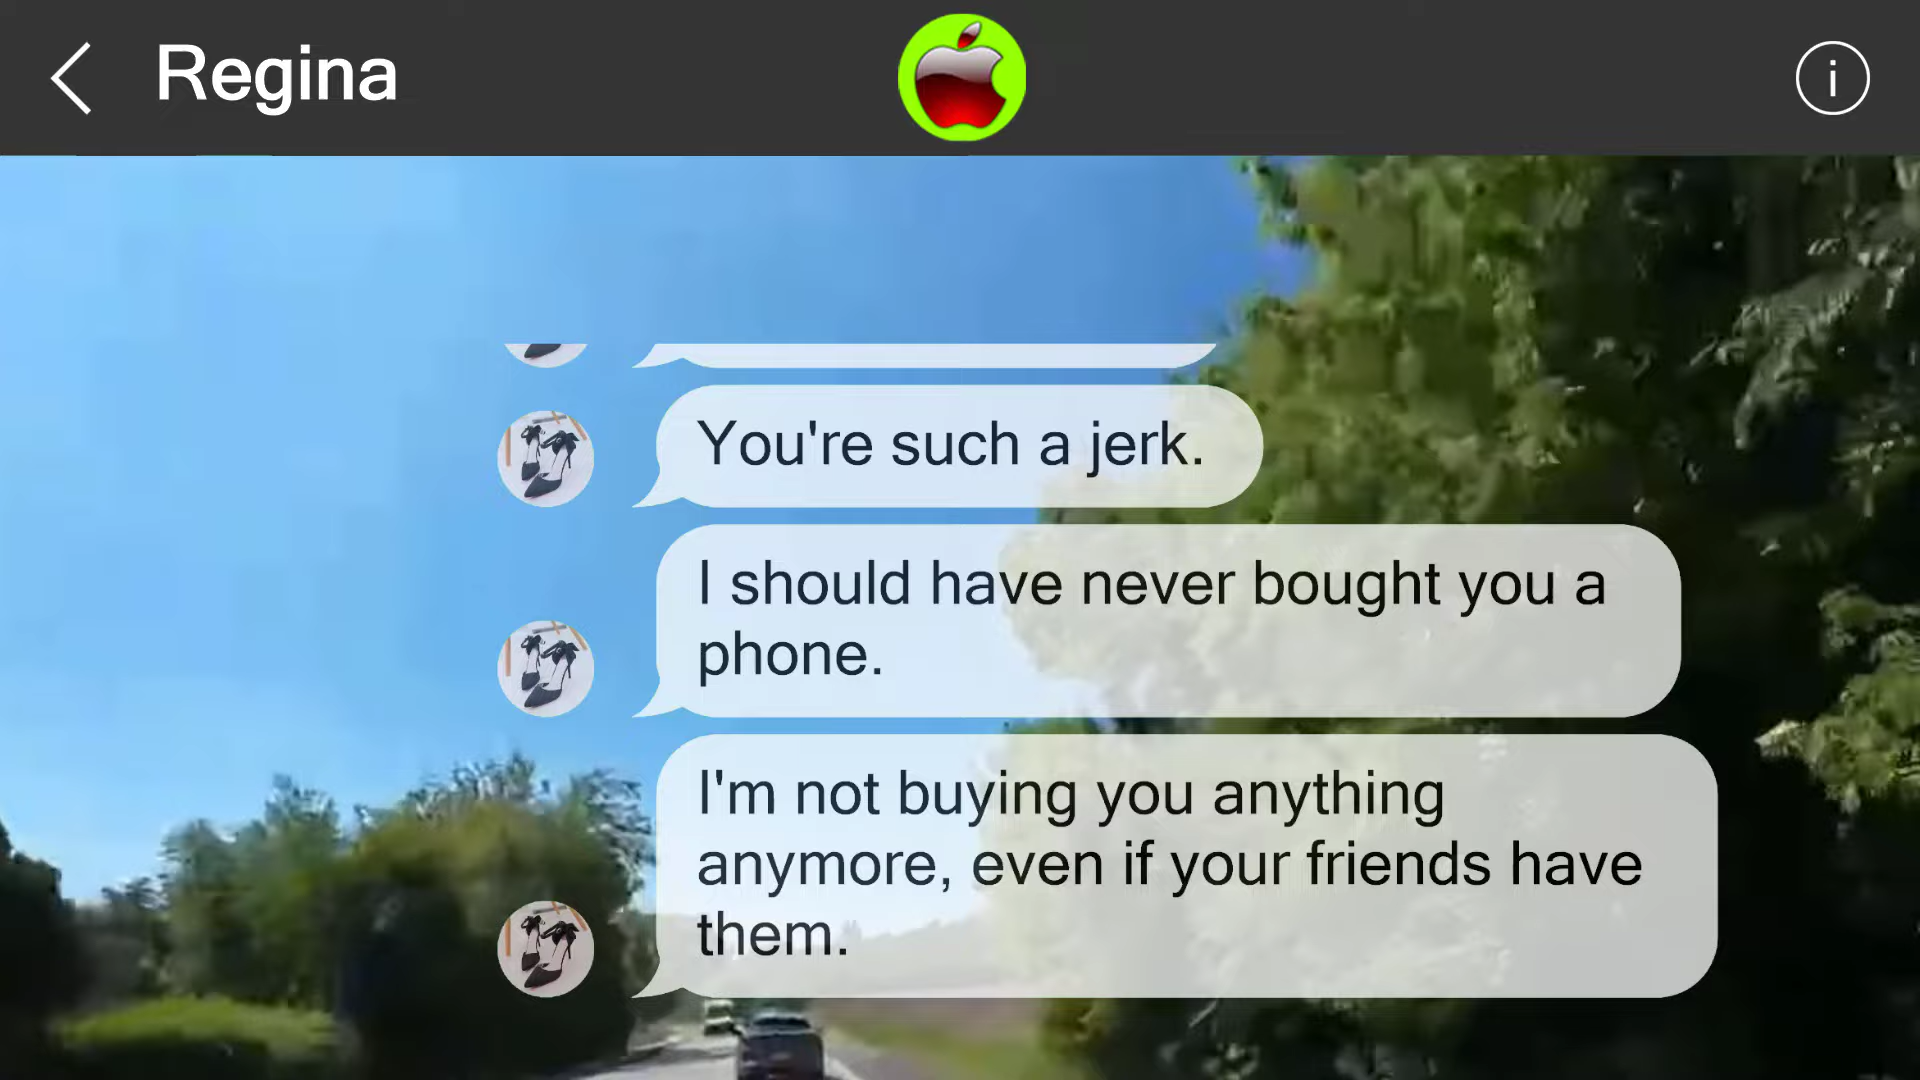 Regina
You're such a jerk.
I should have never bought you a
phone.
I'm not buying you anything
anymore, even if your friends have
them.